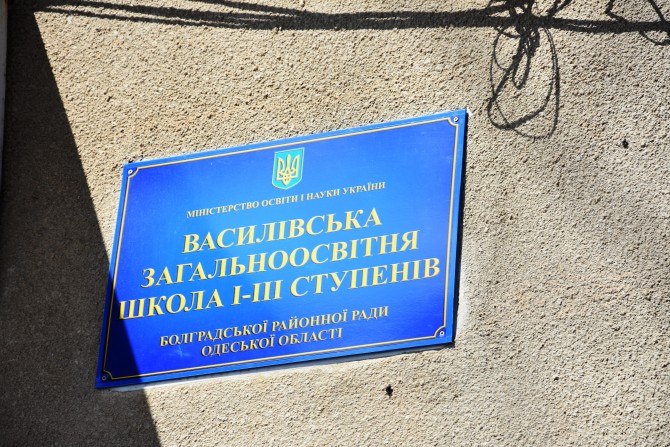 МІНІСТЕРСТВО ОСВІТИ І НАУКИ УКРАЇНИ
ВАСИЛІВСЬКА
ЗАГАЛЬНООСВІТНЯ
ШКОЛА І-ІІІ СТУПЕНІВ
БОЛГРАДСЬКОЇ РАЙОННОЇ РАДИ
ОДЕСЬКОЇ ОБЛАСТІ